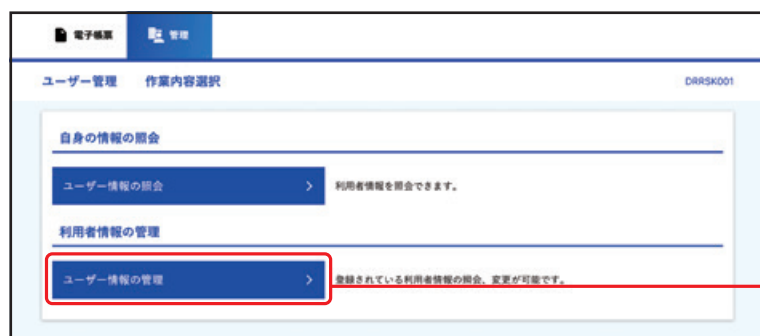 電子帳票 管理
ユーザー管理 作業内容選択 DRRSK001
自身の情報の照会
ユーザー情報の照会 利用者情報を照会できます。
利用者情報の管理
ユーザー情報の管理 登録されている利用者情報の照会、変更が可能です。